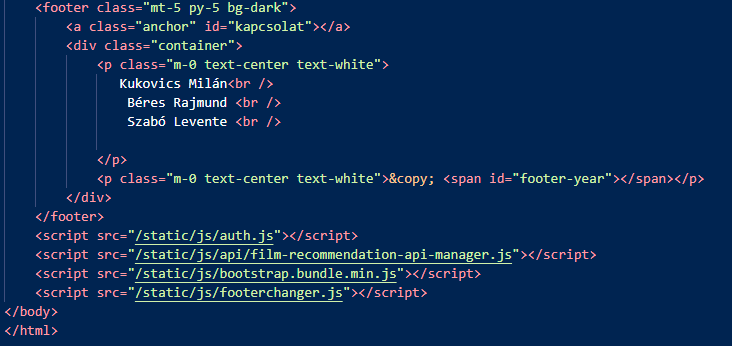 <footer class="mt-5 py-5 bg-dark">
<a class="anchor" id="kapcsolat"></a>
<div class="container">
<p class="m-0 text-center text-white">
Kukovics Milán<br />
Béres Rajmund <br />
Szabó Levente <br />
</p>
<p class="m-0 text-center text-white">&copy; <span id="footer-year"></span></p>
</div>
</footer>
<script src="/static/js/auth.js"></script>
<script src="/static/js/api/film-recommendation-api-manager.js"></script>
<script src="/static/js/bootstrap.bundle.min.js"></script>
<script src="/static/js/footerchanger.js"></script>
</body>
</html>